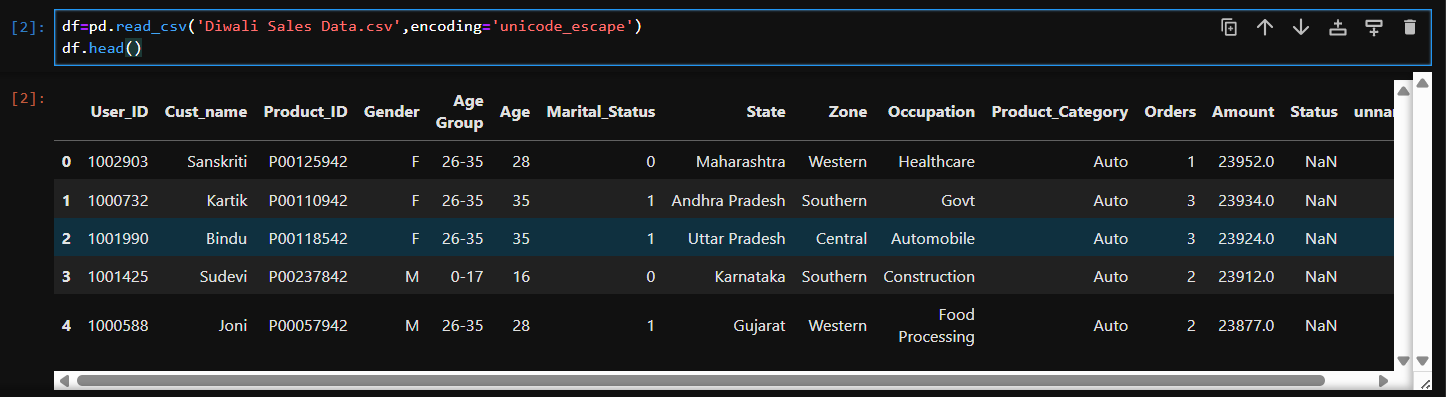 [2]: df=pd.read_csv('Diwali Sales Data.csv',encoding='unicode_escape')
df.head()
[2]:
User_ID Cust_name Product_ID Gender Age Group Age Marital_Status State Zone Occupation Product_Category Orders Amount Status unnar
0 1002903 Sanskriti P00125942 F 26-35 28 0 Maharashtra Western Healthcare Auto 1 23952.0 NaN
1 1000732 Kartik P00110942 F 26-35 35 1 Andhra Pradesh Southern Govt Auto 3 23934.0 NaN
2 1001990 Bindu P00118542 F 26-35 35 1 Uttar Pradesh Central Automobile Auto 3 23924.0 NaN
3 1001425 Sudevi P00237842 M 0-17 16 0 Karnataka Southern Construction Auto 2 23912.0 NaN
4 1000588 Joni P00057942 M 26-35 28 1 Gujarat Western Food Processing Auto 2 23877.0 NaN